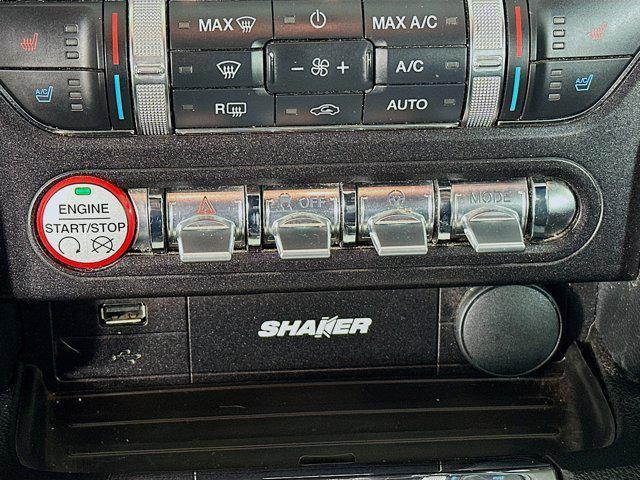 MAX MAX A/C
A/C - + A/C A/C
R AUTO
ENGINE
START/STOP
OFF MODE
SHAKER